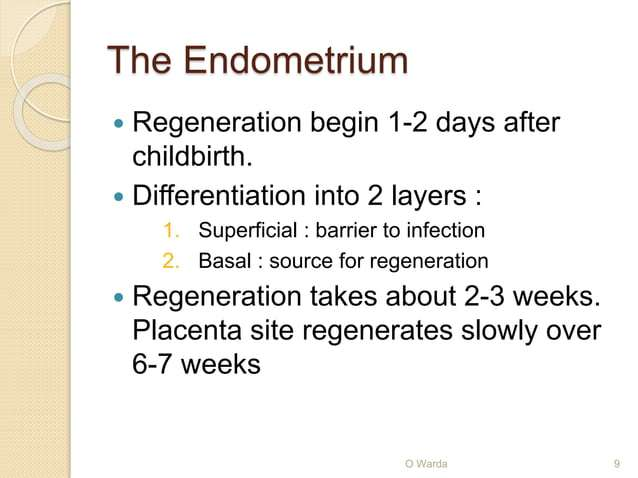 The Endometrium
• Regeneration begin 1-2 days after
childbirth.
• Differentiation into 2 layers :
1. Superficial : barrier to infection
2. Basal : source for regeneration
• Regeneration takes about 2-3 weeks.
Placenta site regenerates slowly over
6-7 weeks
O Warda 9